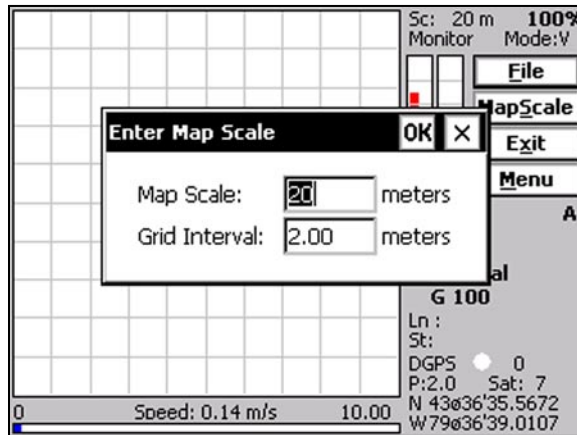 Sc: 20 m 100%
Monitor Mode:V
File
MapScale
Exit
Menu
Enter Map Scale OK ×
Map Scale: 20 meters
Grid Interval: 2.00 meters
A
al
G 100
Ln :
St:
DGPS 0
P:2.0 Sat: 7
N 43ø36'35.5672
W79ø36'39.0107
0 Speed: 0.14 m/s 10.00